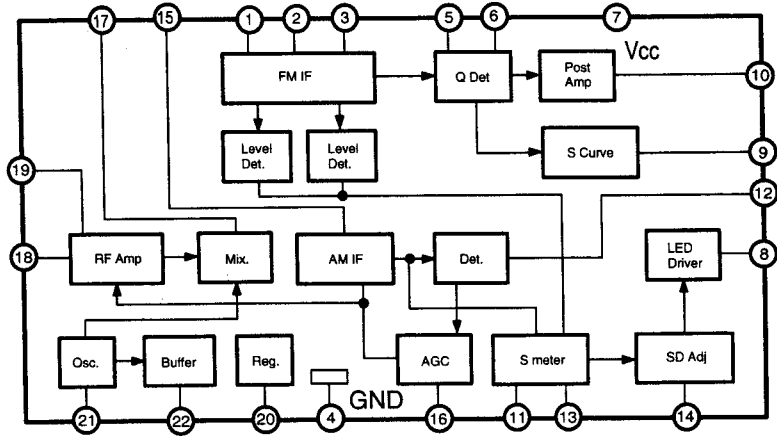 17
15
1
2
3
5
6
7
FM IF
Q Det
Post
Amp
Vcc
10
Level
Det.
Level
Det.
S Curve
9
19
12
18
RF Amp
Mix.
AM IF
Det.
LED
Driver
8
Osc.
Buffer
Reg.
AGC
S meter
SD Adj
GND
21
22
20
4
16
11
13
14